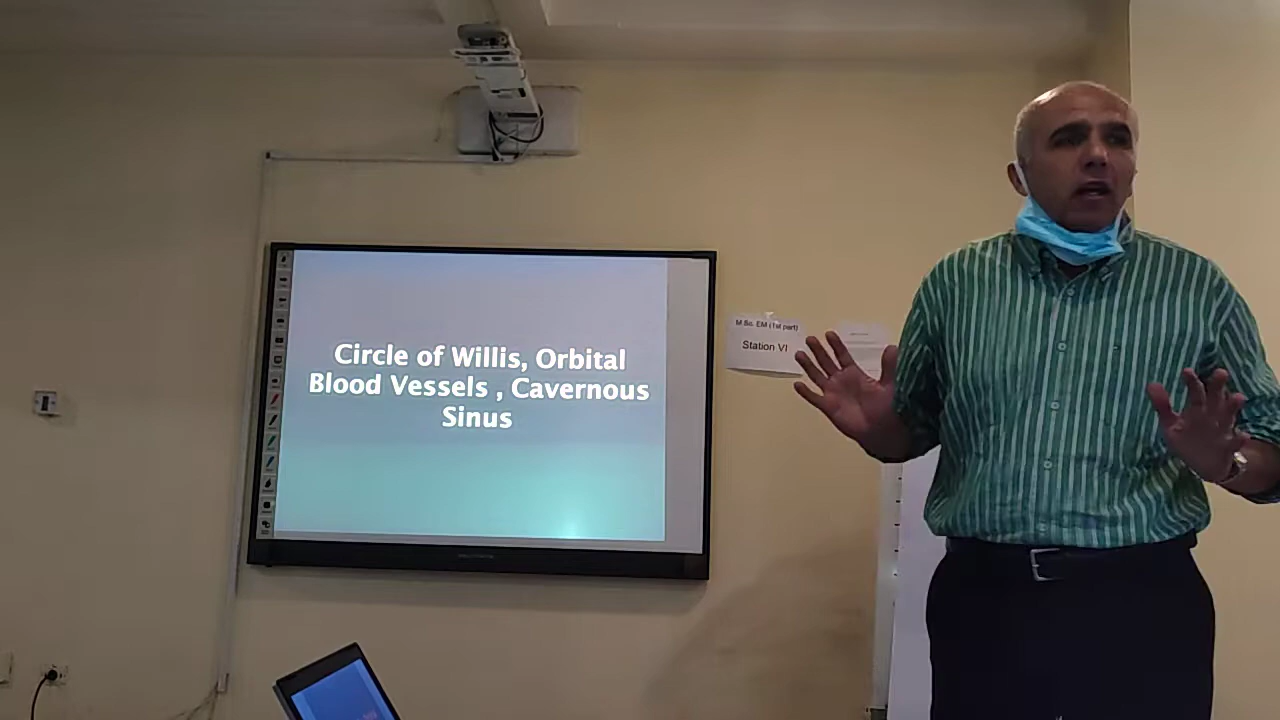 Circle of Willis, Orbital
Blood Vessels , Cavernous
Sinus
M.Sc. EM (1st part)
Station VI